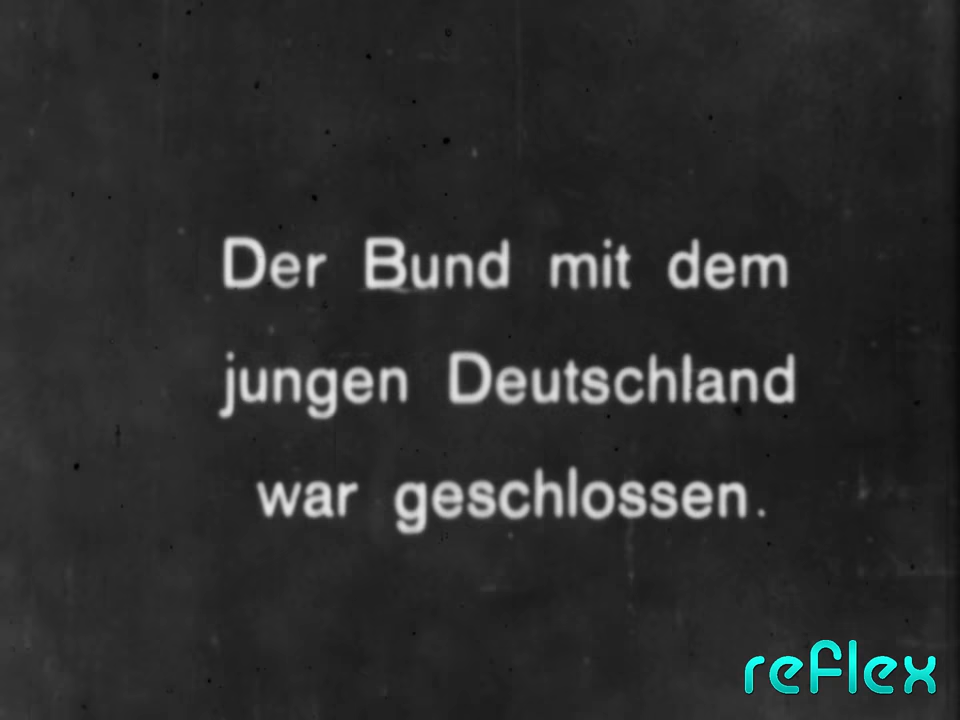 Der Bund mit dem
jungen Deutschland
war geschlossen.
reflex